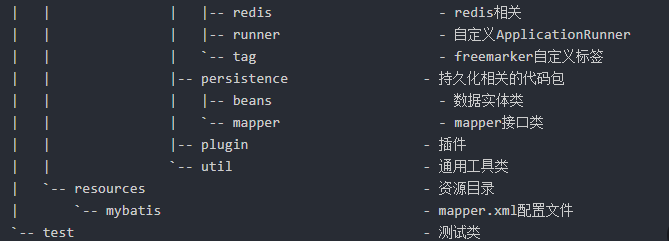 |   |               |   |-- redis                     - redis相关
|   |               |   |-- runner                    - 自定义ApplicationRunner
|   |               |   `-- tag                       - freemarker自定义标签
|   |               |-- persistence                 - 持久化相关的代码包
|   |               |   |-- beans                     - 数据实体类
|   |               |   `-- mapper                    - mapper接口类
|   |               |-- plugin                      - 插件
|   |               `-- util                        - 通用工具类
|   `-- resources                                   - 资源目录
|       `-- mybatis                                 - mapper.xml配置文件
`-- test                                            - 测试类